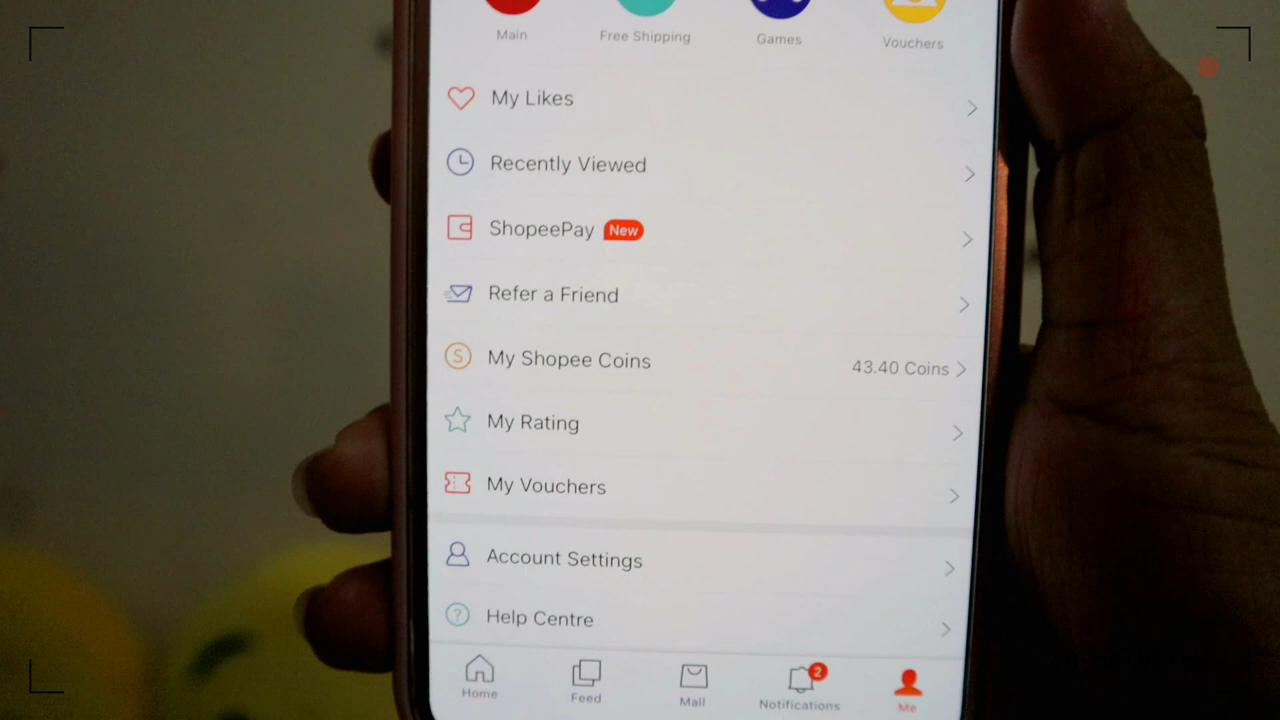 Main
Free Shipping
Games
Vouchers
My Likes
Recently Viewed
ShopeePay New
Refer a Friend
My Shopee Coins 43.40 Coins
My Rating
My Vouchers
Account Settings
Help Centre
2
Home
Feed
Mall
Notifications
Me